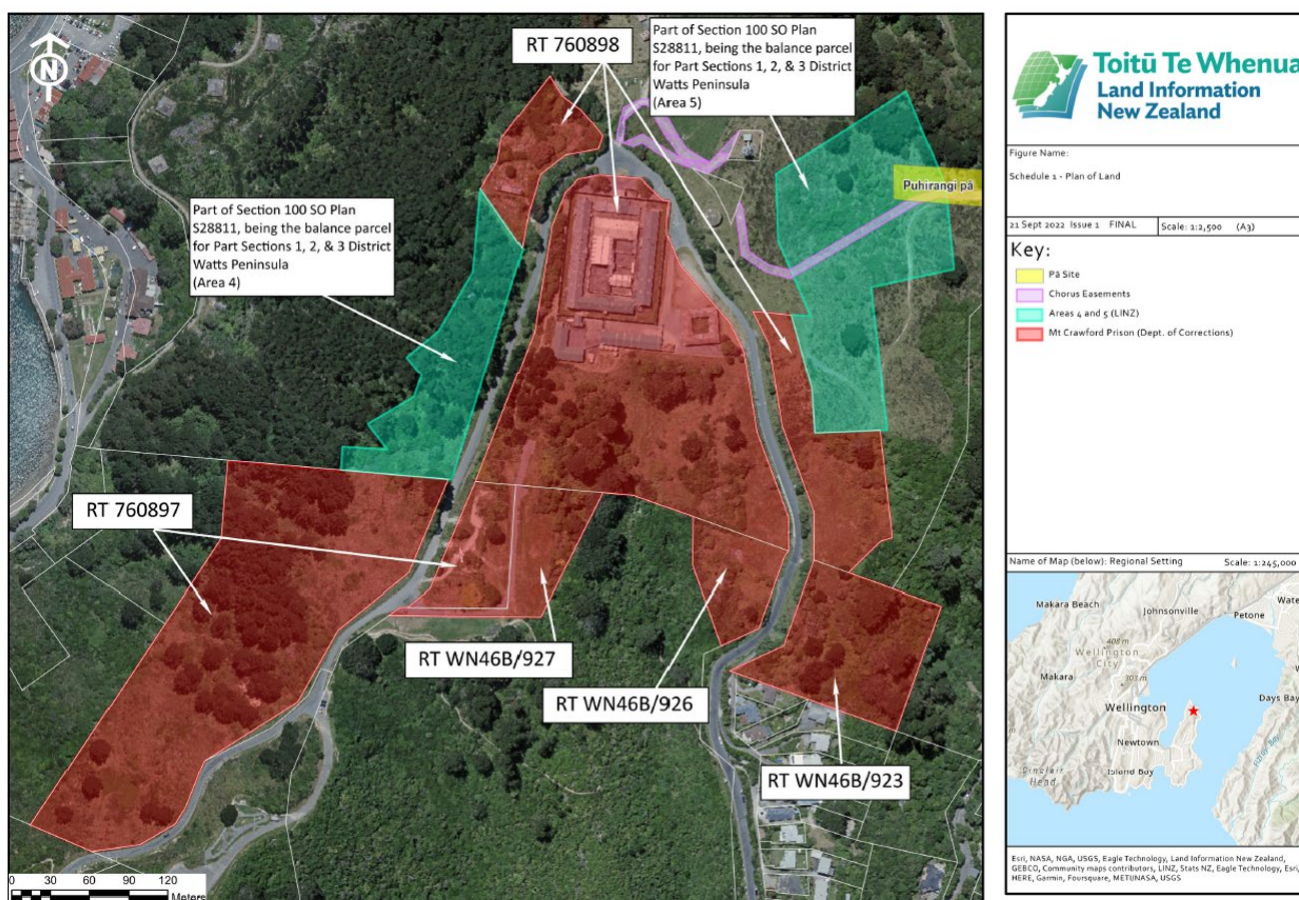 N
RT 760898
Part of Section 100 SO Plan
S28811, being the balance parcel
for Part Sections 1, 2, & 3 District
Watts Peninsula
(Area 5)
Puhirangi pā
Part of Section 100 SO Plan
S28811, being the balance parcel
for Part Sections 1, 2, & 3 District
Watts Peninsula
(Area 4)
RT 760897
RT WN46B/927
RT WN46B/926
RT WN46B/923
0 30 60 90 120
Meters
Toitū Te Whenua
Land Information
New Zealand
Figure Name:
Schedule 1 - Plan of Land
21 Sept 2022 Issue 1 FINAL
Scale: 1:2,500 (A3)
Key:
Pā Site
Chorus Easements
Areas 4 and 5 (LINZ)
Mt Crawford Prison (Dept. of Corrections)
Name of Map (below): Regional Setting
Scale: 1:245,000
Makara Beach
Johnsonville
Petone
Wate
408 m
Wellington
City
Makara
303 m
Wellington
Days Bay
Newtown
Island Bay
Sinclair
Head
Esri, NASA, NGA, USGS, Eagle Technology, Land Information New Zealand,
GEBCO, Community maps contributors, LINZ, Stats NZ, Eagle Technology, Esri,
HERE, Garmin, Foursquare, METI/NASA, USGS